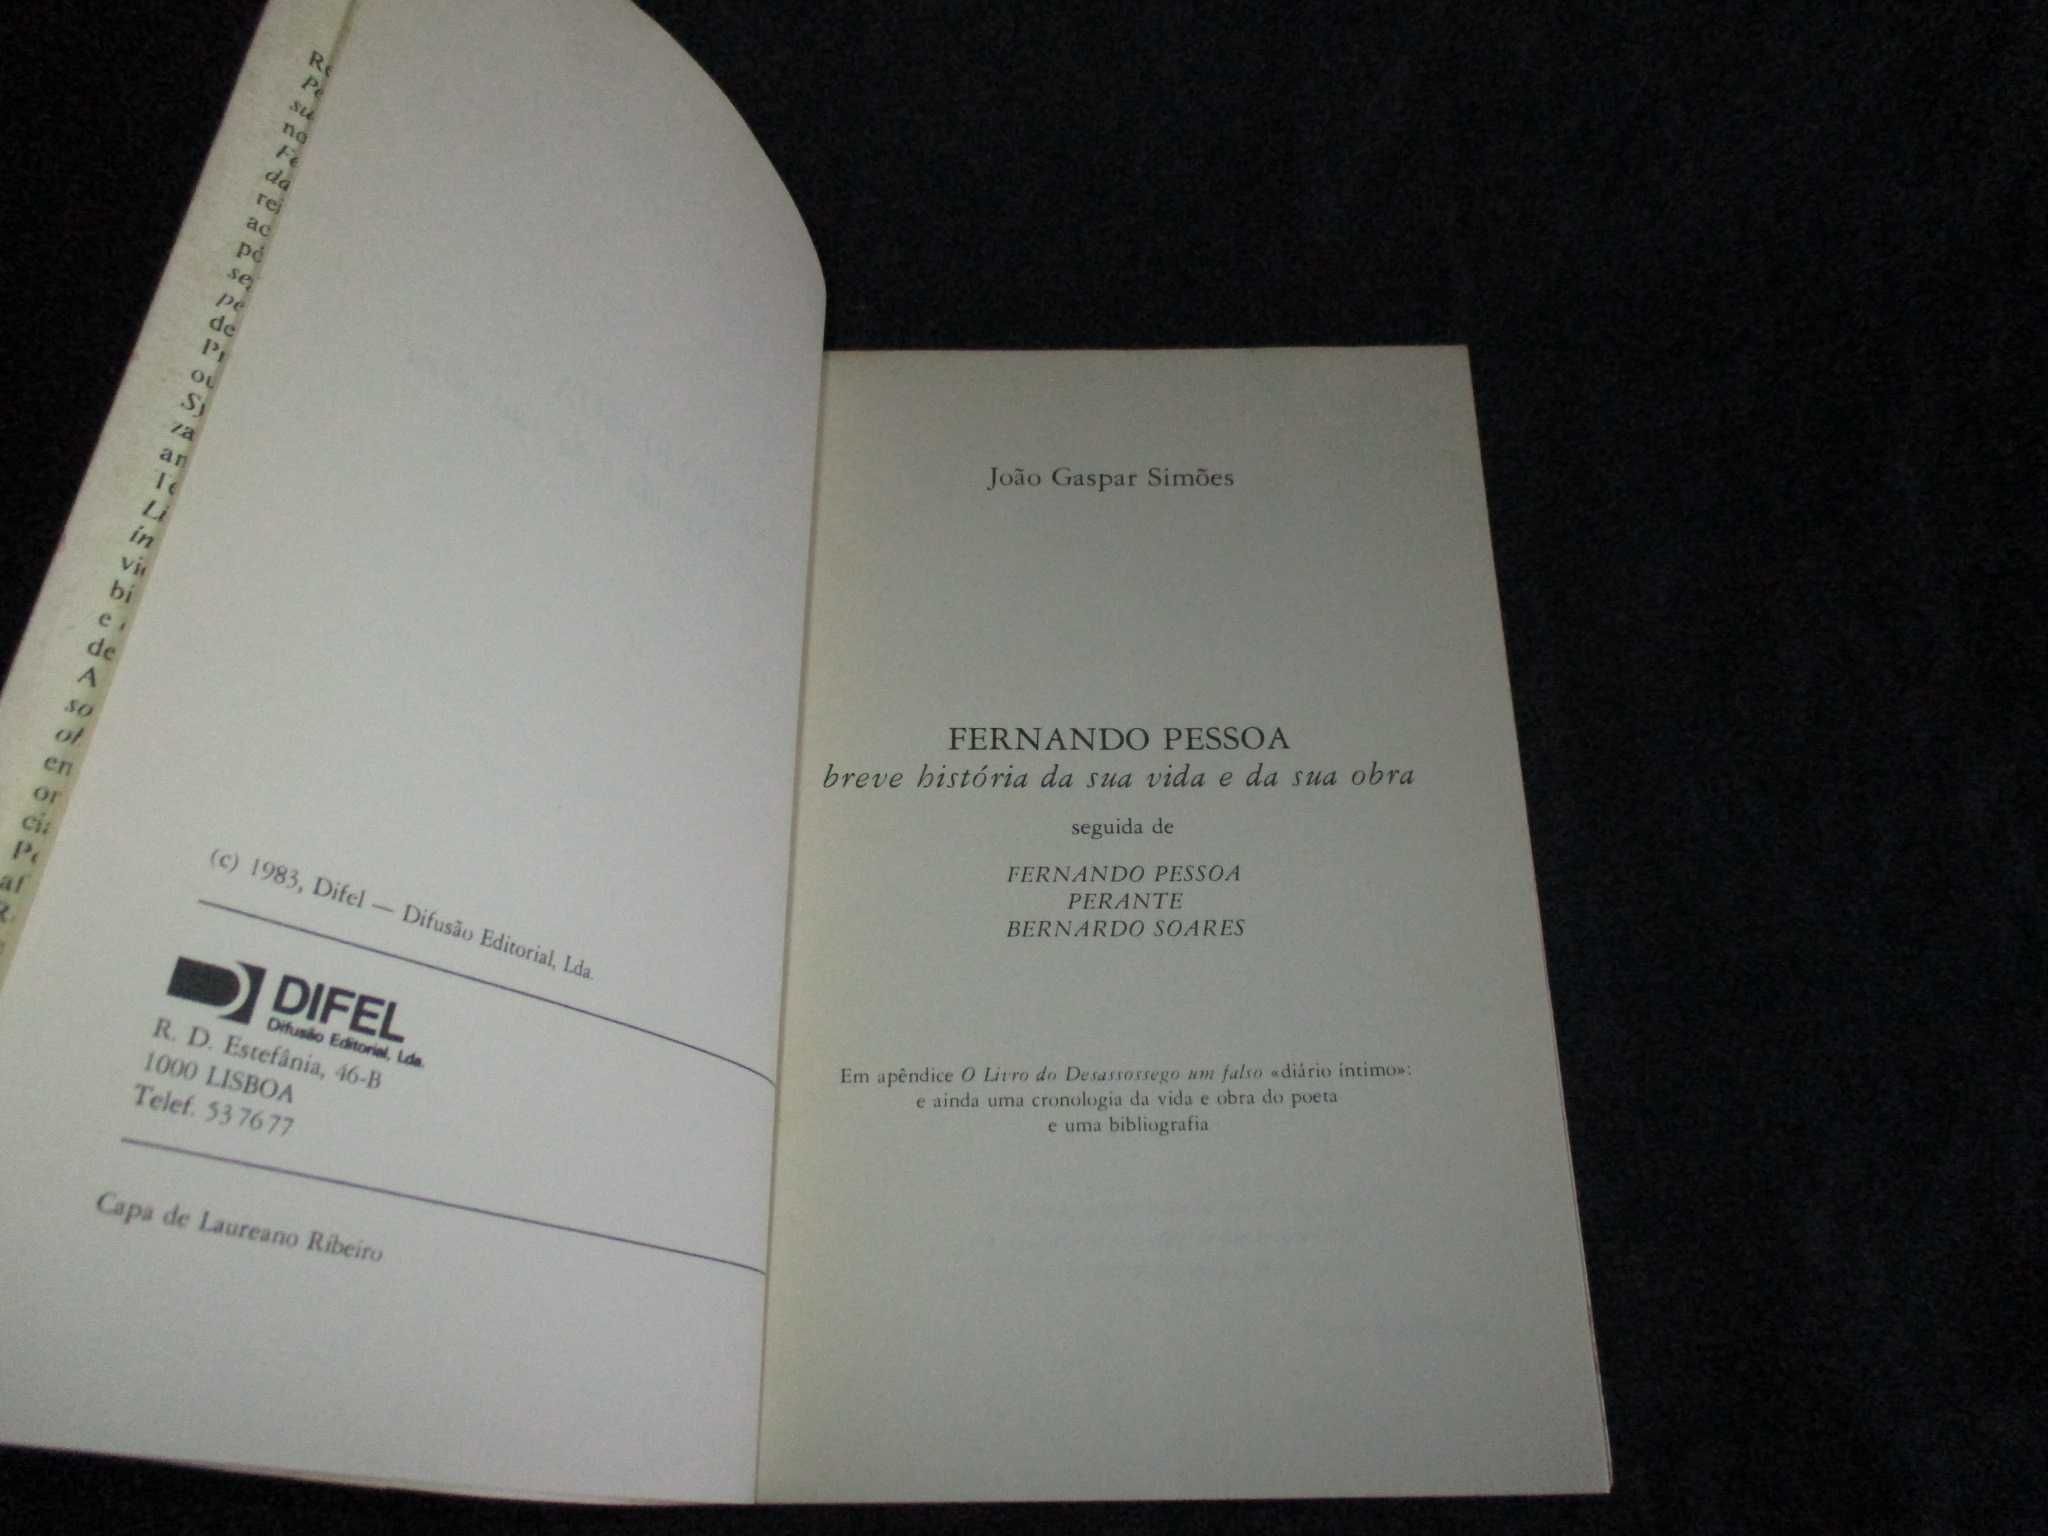 (c) 1983, Difel — Difusão Editorial, Lda.
DIFEL
Difusão Editorial, Lda.
R. D. Estefânia, 46-B
1000 LISBOA
Telef. 53 76 77
Capa de Laureano Ribeiro
João Gaspar Simões
FERNANDO PESSOA
breve história da sua vida e da sua obra
seguida de
FERNANDO PESSOA
PERANTE
BERNARDO SOARES
Em apêndice O Livro do Desassossego um falso «diário íntimo»:
e ainda uma cronologia da vida e obra do poeta
e uma bibliografia